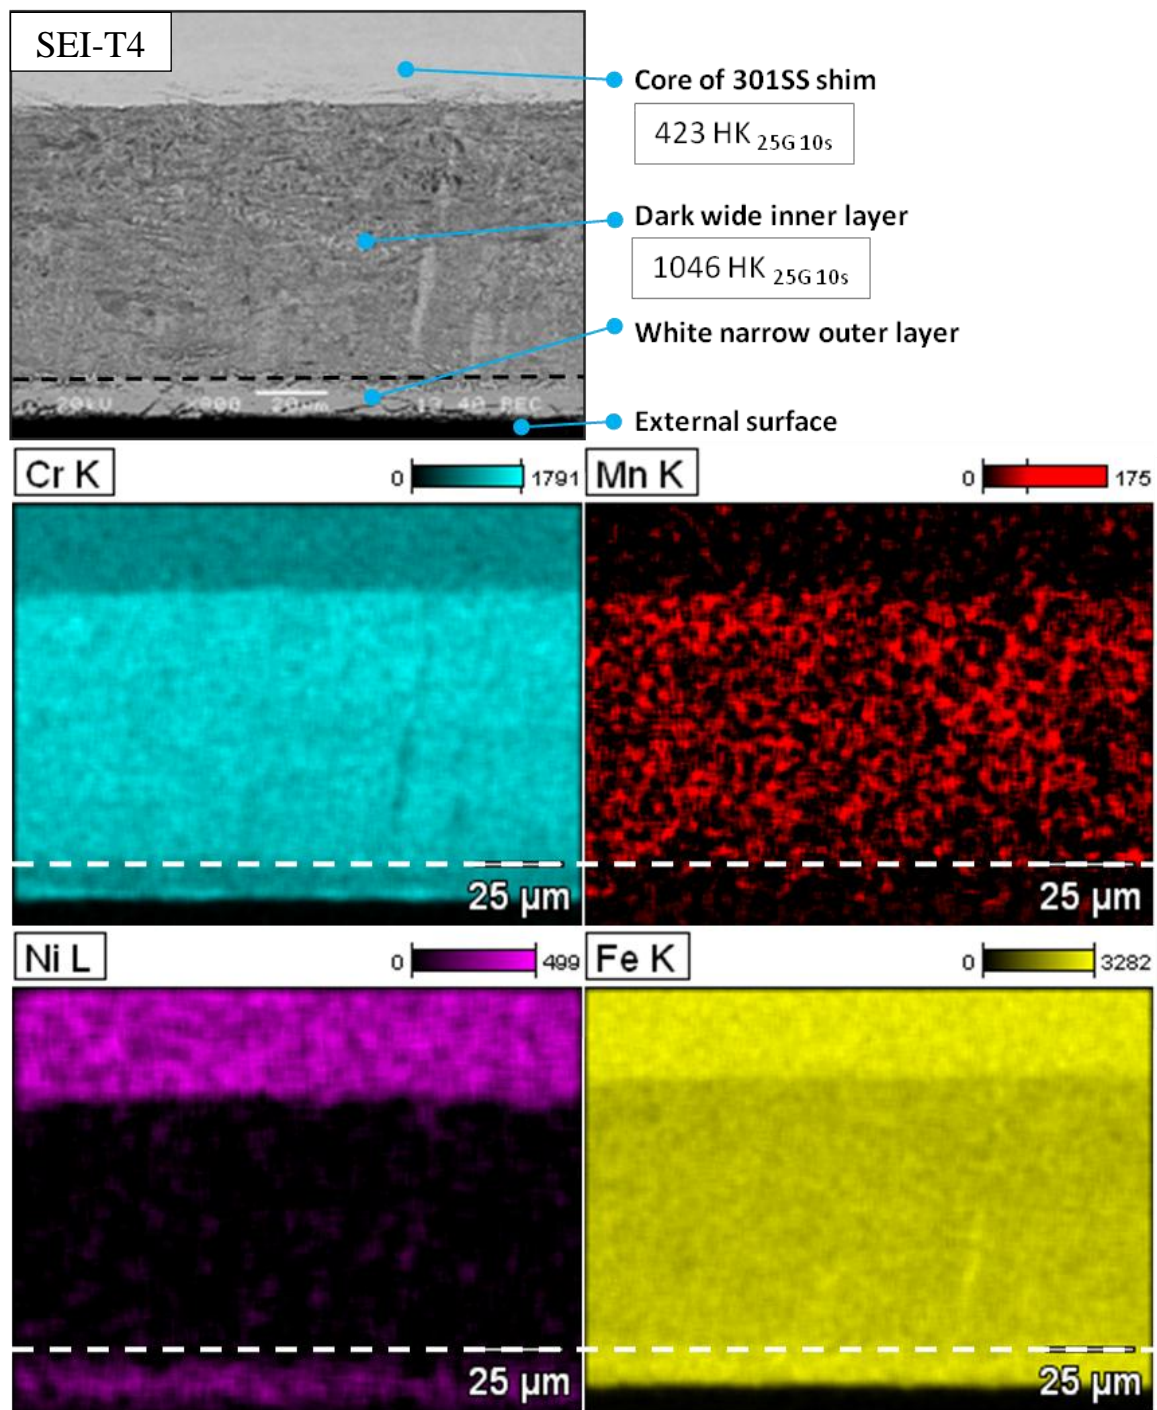 SEI-T4
Core of 301SS shim
423 HK 25G 10s
Dark wide inner layer
1046 HK 25G 10s
White narrow outer layer
20µm
External surface
Cr K
0 1791
Mn K
0 175
25 µm
25 µm
Ni L
0 499
Fe K
0 3282
25 µm
25 µm